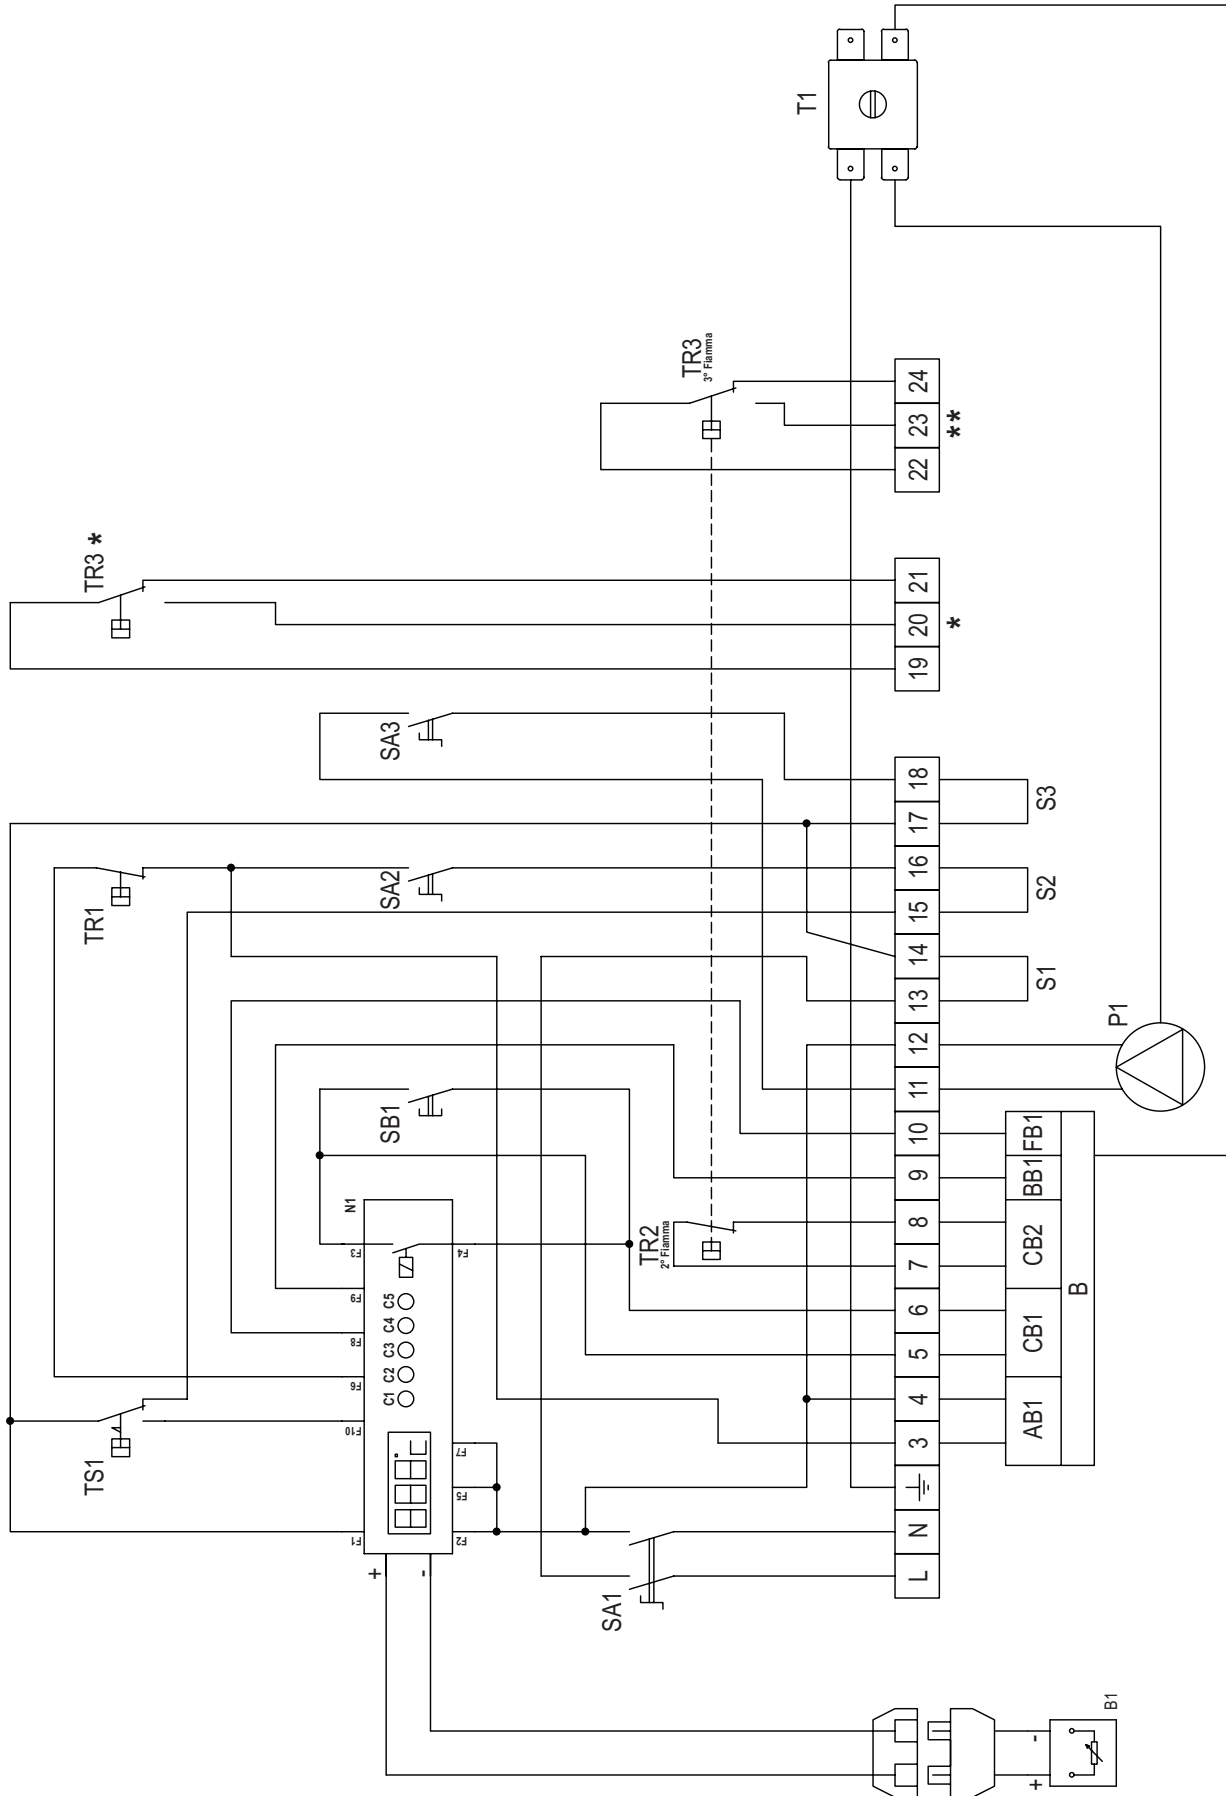 T1
TR3
3° Fiamma
24
23
**
22
TR3 *
21
20
*
19
SA3
18
17
S3
TR1
SA2
16
15
S2
14
13
S1
12
11
P1
SB1
10
FB1
9
BB1
TR2
2° Fiamma
8
7
CB2
B
6
5
CB1
4
3
AB1
N1
F3
F4
F9
F8
F6
F10
F7
F5
F1
F2
C5
C4
C3
C2
C1
°C
+
-
TS1
SA1
N
L
-
+
B1